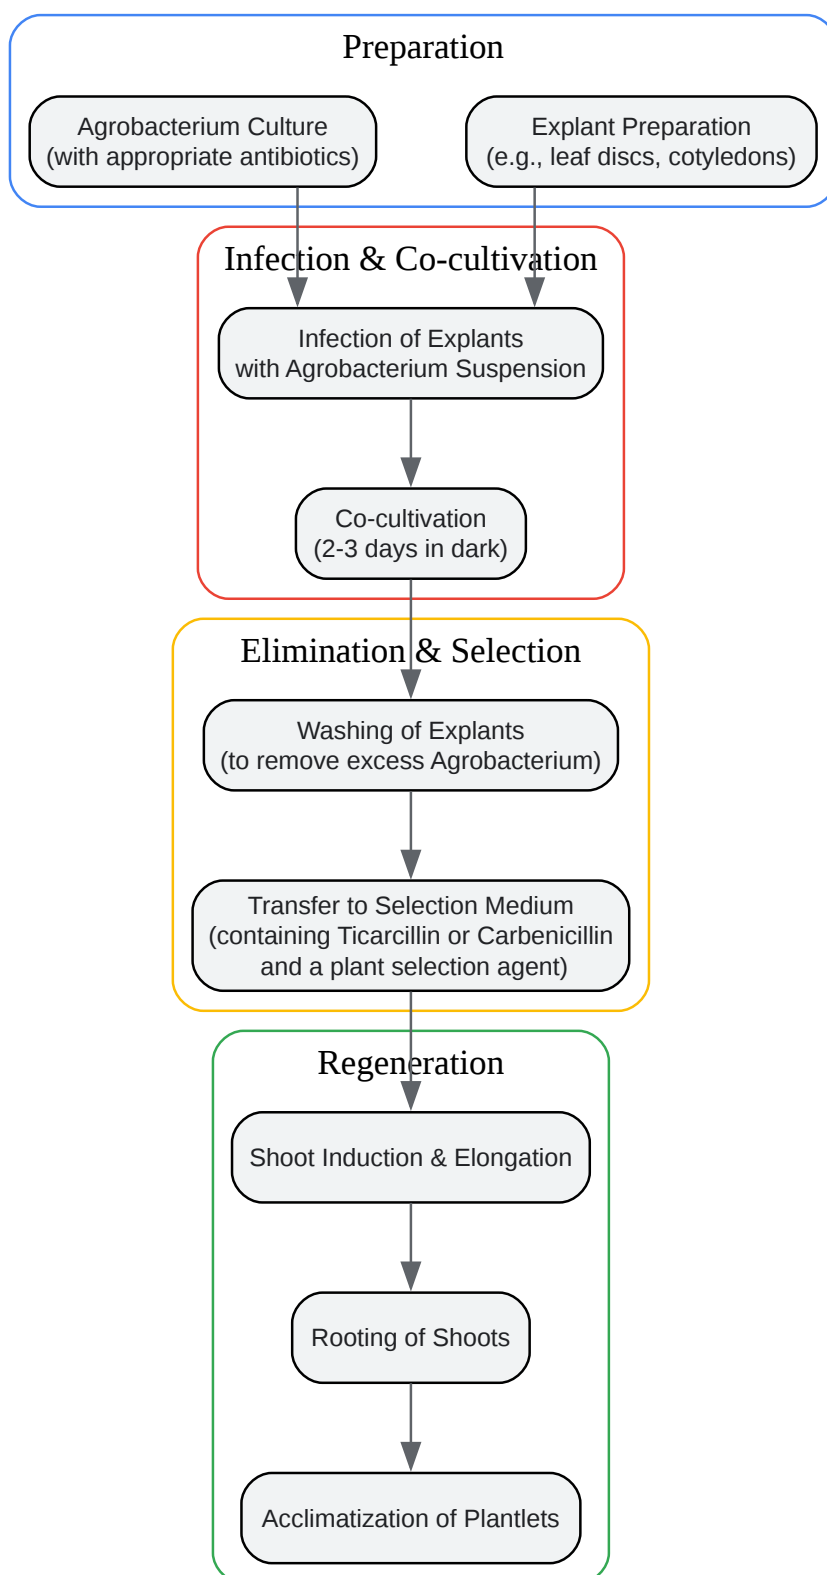 Preparation
Agrobacterium Culture
(with appropriate antibiotics)
Explant Preparation
(e.g., leaf discs, cotyledons)
Infection & Co-cultivation
Infection of Explants
with Agrobacterium Suspension
Co-cultivation
(2-3 days in dark)
Elimination & Selection
Washing of Explants
(to remove excess Agrobacterium)
Transfer to Selection Medium
(containing Ticarcillin or Carbenicillin
and a plant selection agent)
Regeneration
Shoot Induction & Elongation
Rooting of Shoots
Acclimatization of Plantlets